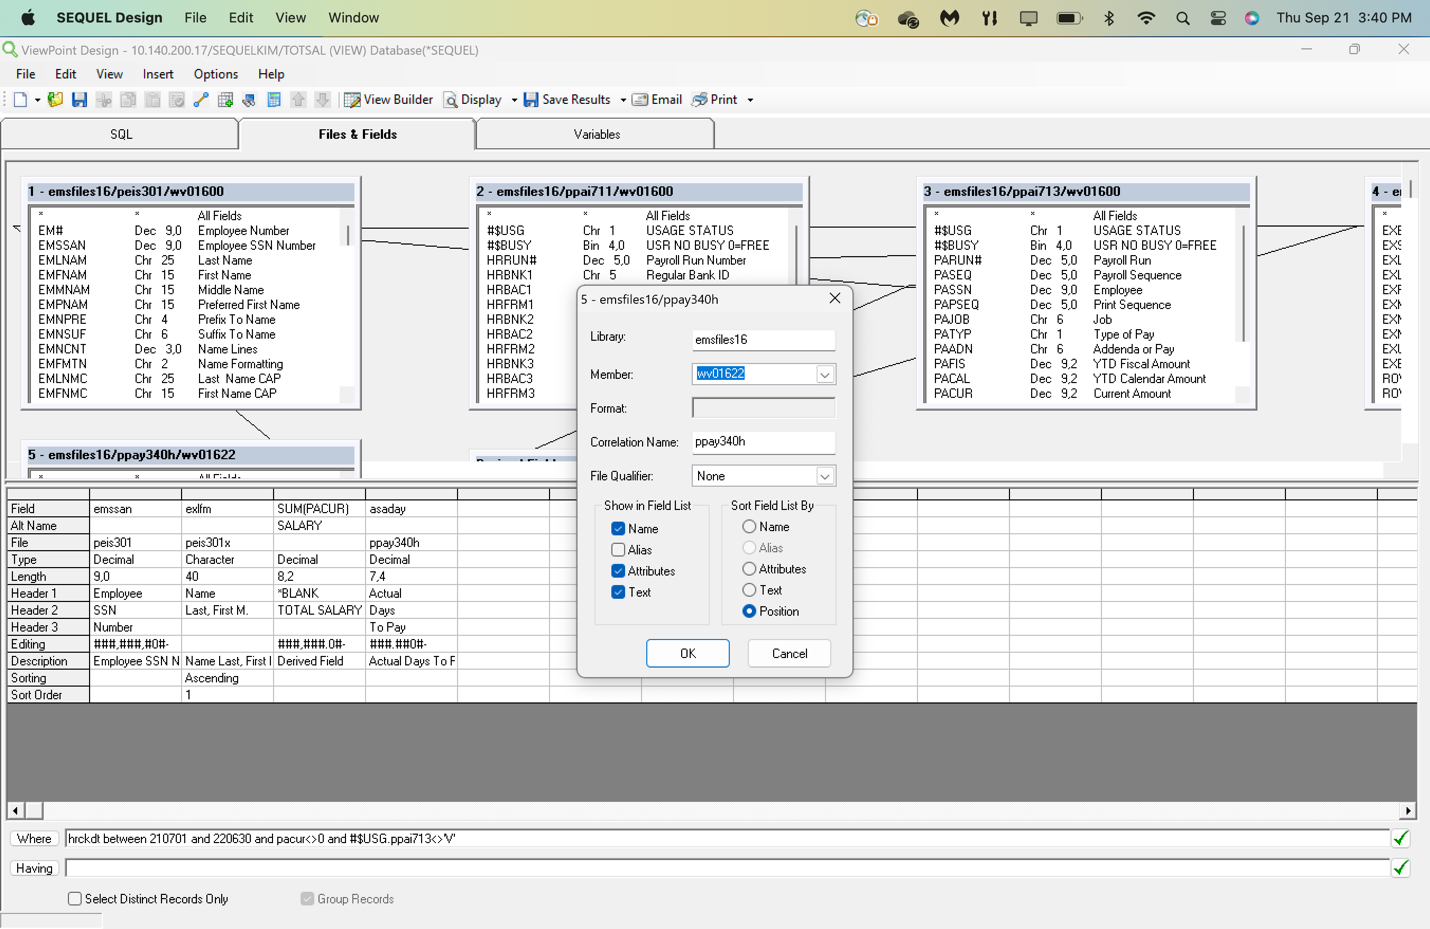 SEQUEL Design File Edit View Window Thu Sep 21 3:40 PM
ViewPoint Design - 10.140.200.17/SEQUELKIM/TOTSAL (VIEW) Database(*SEQUEL)
File Edit View Insert Options Help
View Builder Display Save Results Email Print
SQL Files & Fields Variables
1 - emsfiles16/peis301/wv01600
* * All Fields
EM# Dec 9,0 Employee Number
EMSSAN Dec 9,0 Employee SSN Number
EMLNAM Chr 25 Last Name
EMFNAM Chr 15 First Name
EMMNAM Chr 15 Middle Name
EMPNAM Chr 15 Preferred First Name
EMNPRE Chr 4 Prefix To Name
EMNSUF Chr 6 Suffix To Name
EMNCNT Dec 3,0 Name Lines
EMFMTN Chr 2 Name Formatting
EMLNMC Chr 25 Last Name CAP
EMFNMC Chr 15 First Name CAP
2 - emsfiles16/ppai711/wv01600
* * All Fields
#$USG Chr 1 USAGE STATUS
#$BUSY Bin 4,0 USR NO BUSY 0=FREE
HRRUN# Dec 5,0 Payroll Run Number
HRBNK1 Chr 5 Regular Bank ID
HRBAC1
HRFRM1
HRBNK2
HRBAC2
HRFRM2
HRBNK3
HRBAC3
HRFRM3
3 - emsfiles16/ppai713/wv01600
* * All Fields
#$USG Chr 1 USAGE STATUS
#$BUSY Bin 4,0 USR NO BUSY 0=FREE
PARUN# Dec 5,0 Payroll Run
PASEQ Dec 5,0 Payroll Sequence
PASSN Dec 9,0 Employee
PAPSEQ Dec 5,0 Print Sequence
PAJOB Chr 6 Job
PATYP Chr 1 Type of Pay
PAADN Chr 6 Addenda or Pay
PAFIS Dec 9,2 YTD Fiscal Amount
PACAL Dec 9,2 YTD Calendar Amount
PACUR Dec 9,2 Current Amount
4 - e
5 - emsfiles16/ppay340h/wv01622
5 - emsfiles16/ppay340h
Library: emsfiles16
Member: wv01622
Format:
Correlation Name: ppay340h
File Qualifier: None
Show in Field List
Name
Alias
Attributes
Text
Sort Field List By
Name
Alias
Attributes
Text
Position
OK Cancel
Field emssan exlfm SUM(PACUR) asaday
Alt Name SALARY
File peis301 peis301x ppay340h
Type Decimal Character Decimal Decimal
Length 9,0 40 8,2 7,4
Header 1 Employee Name *BLANK Actual
Header 2 SSN Last, First M. TOTAL SALARY Days
Header 3 Number To Pay
Editing ###,###,#0#- ###,###.0#- ###.##0#-
Description Employee SSN N Name Last, First I Derived Field Actual Days To F
Sorting Ascending
Sort Order 1
Where hrckdt between 210701 and 220630 and pacur<>0 and #$USG.ppai713<>'V'
Having
Select Distinct Records Only Group Records